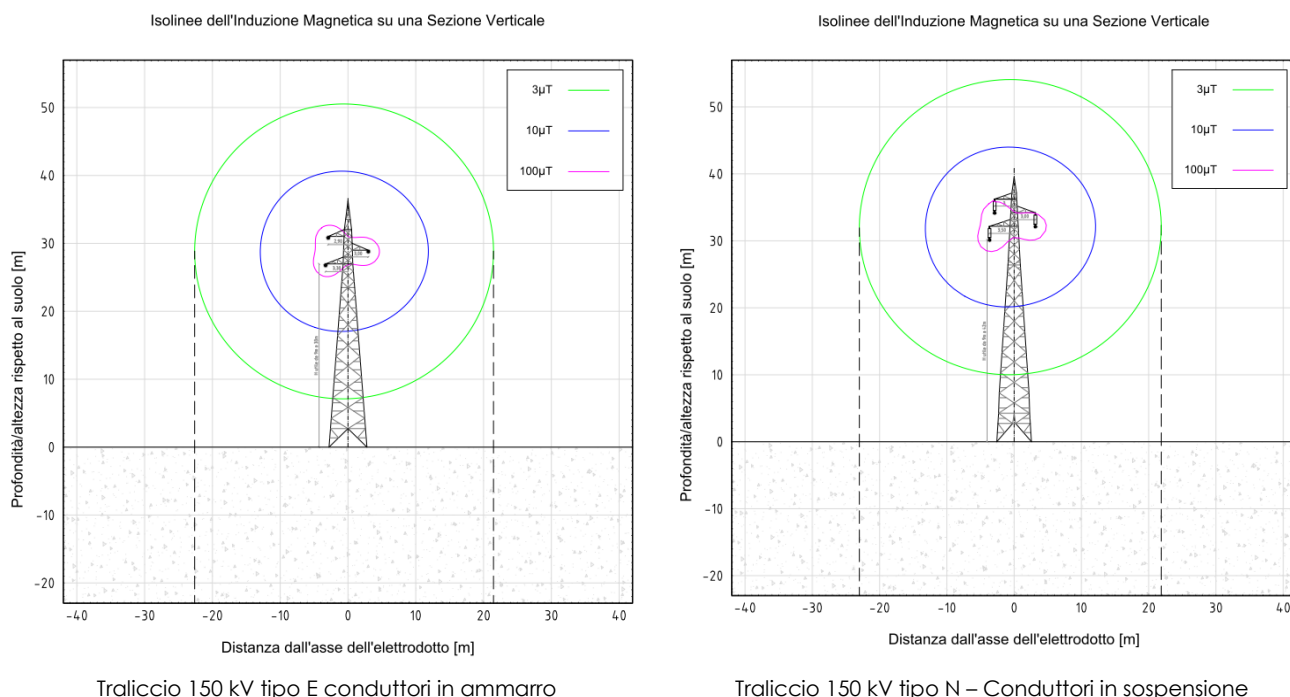 Isolinee dell'Induzione Magnetica su una Sezione Verticale
3µT
10µT
100µT
50
40
30
20
10
0
-10
-20
Profondità/altezza rispetto al suolo [m]
-40 -30 -20 -10 0 10 20 30 40
Distanza dall'asse dell'elettrodotto [m]
Traliccio 150 kV tipo E conduttori in ammarro
Isolinee dell'Induzione Magnetica su una Sezione Verticale
3µT
10µT
100µT
50
40
30
20
10
0
-10
-20
Profondità/altezza rispetto al suolo [m]
-40 -30 -20 -10 0 10 20 30 40
Distanza dall'asse dell'elettrodotto [m]
Traliccio 150 kV tipo N – Conduttori in sospensione